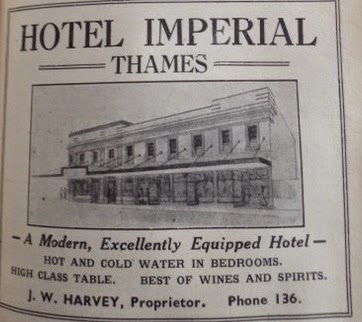 HOTEL IMPERIAL
THAMES
— A Modern, Excellently Equipped Hotel —
HOT AND COLD WATER IN BEDROOMS.
HIGH CLASS TABLE. BEST OF WINES AND SPIRITS.
J. W. HARVEY, Proprietor. Phone 136.